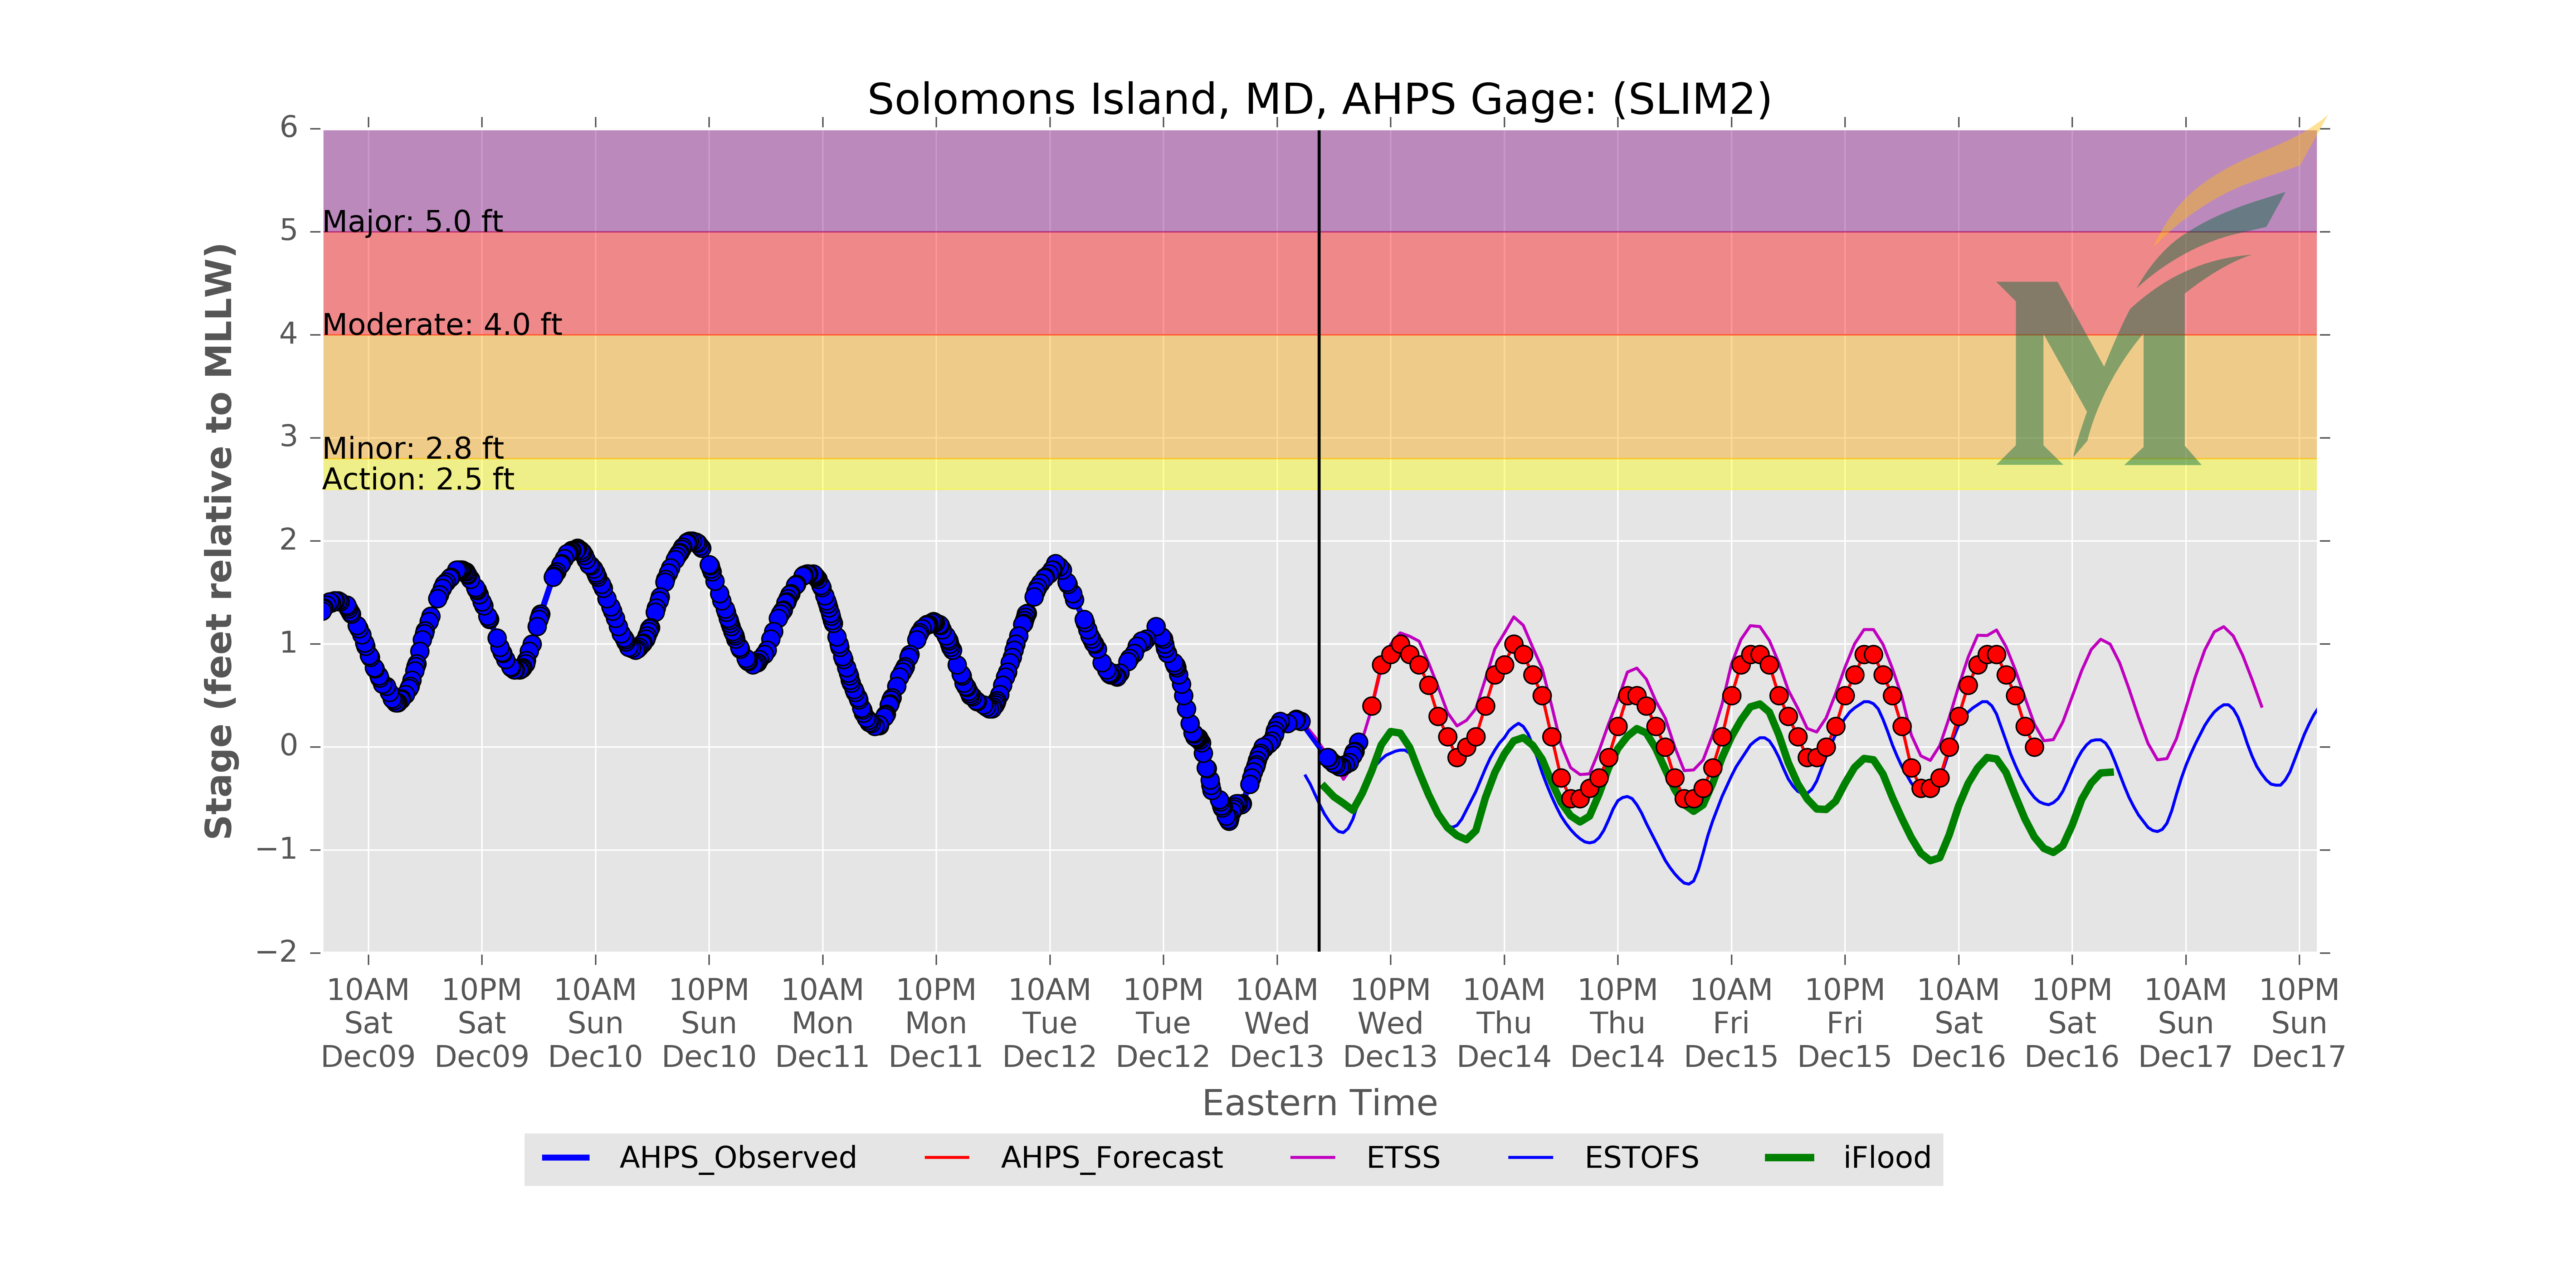 Solomons Island, MD, AHPS Gage: (SLIM2)
6
5
4
3
2
1
0
−1
−2
Stage (feet relative to MLLW)
Major: 5.0 ft
Moderate: 4.0 ft
Minor: 2.8 ft
Action: 2.5 ft
M
10AM 10PM 10AM 10PM 10AM 10PM 10AM 10PM 10AM 10PM 10AM 10PM 10AM 10PM 10AM 10PM 10AM 10PM
Sat Sat Sun Sun Mon Mon Tue Tue Wed Wed Thu Thu Fri Fri Sat Sat Sun Sun
Dec09 Dec09 Dec10 Dec10 Dec11 Dec11 Dec12 Dec12 Dec13 Dec13 Dec14 Dec14 Dec15 Dec15 Dec16 Dec16 Dec17 Dec17
Eastern Time
AHPS_Observed AHPS_Forecast ETSS ESTOFS iFlood